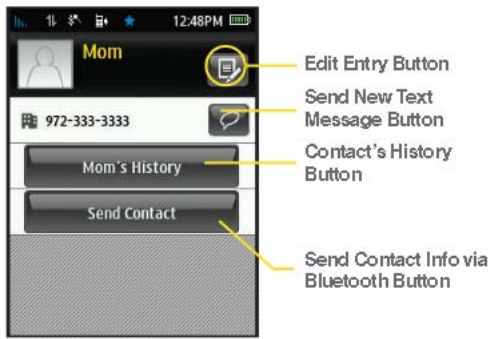 12:48PM
Mom
Edit Entry Button
Send New Text
Message Button
972-333-3333
Contact's History
Button
Mom's History
Send Contact
Send Contact Info via
Bluetooth Button